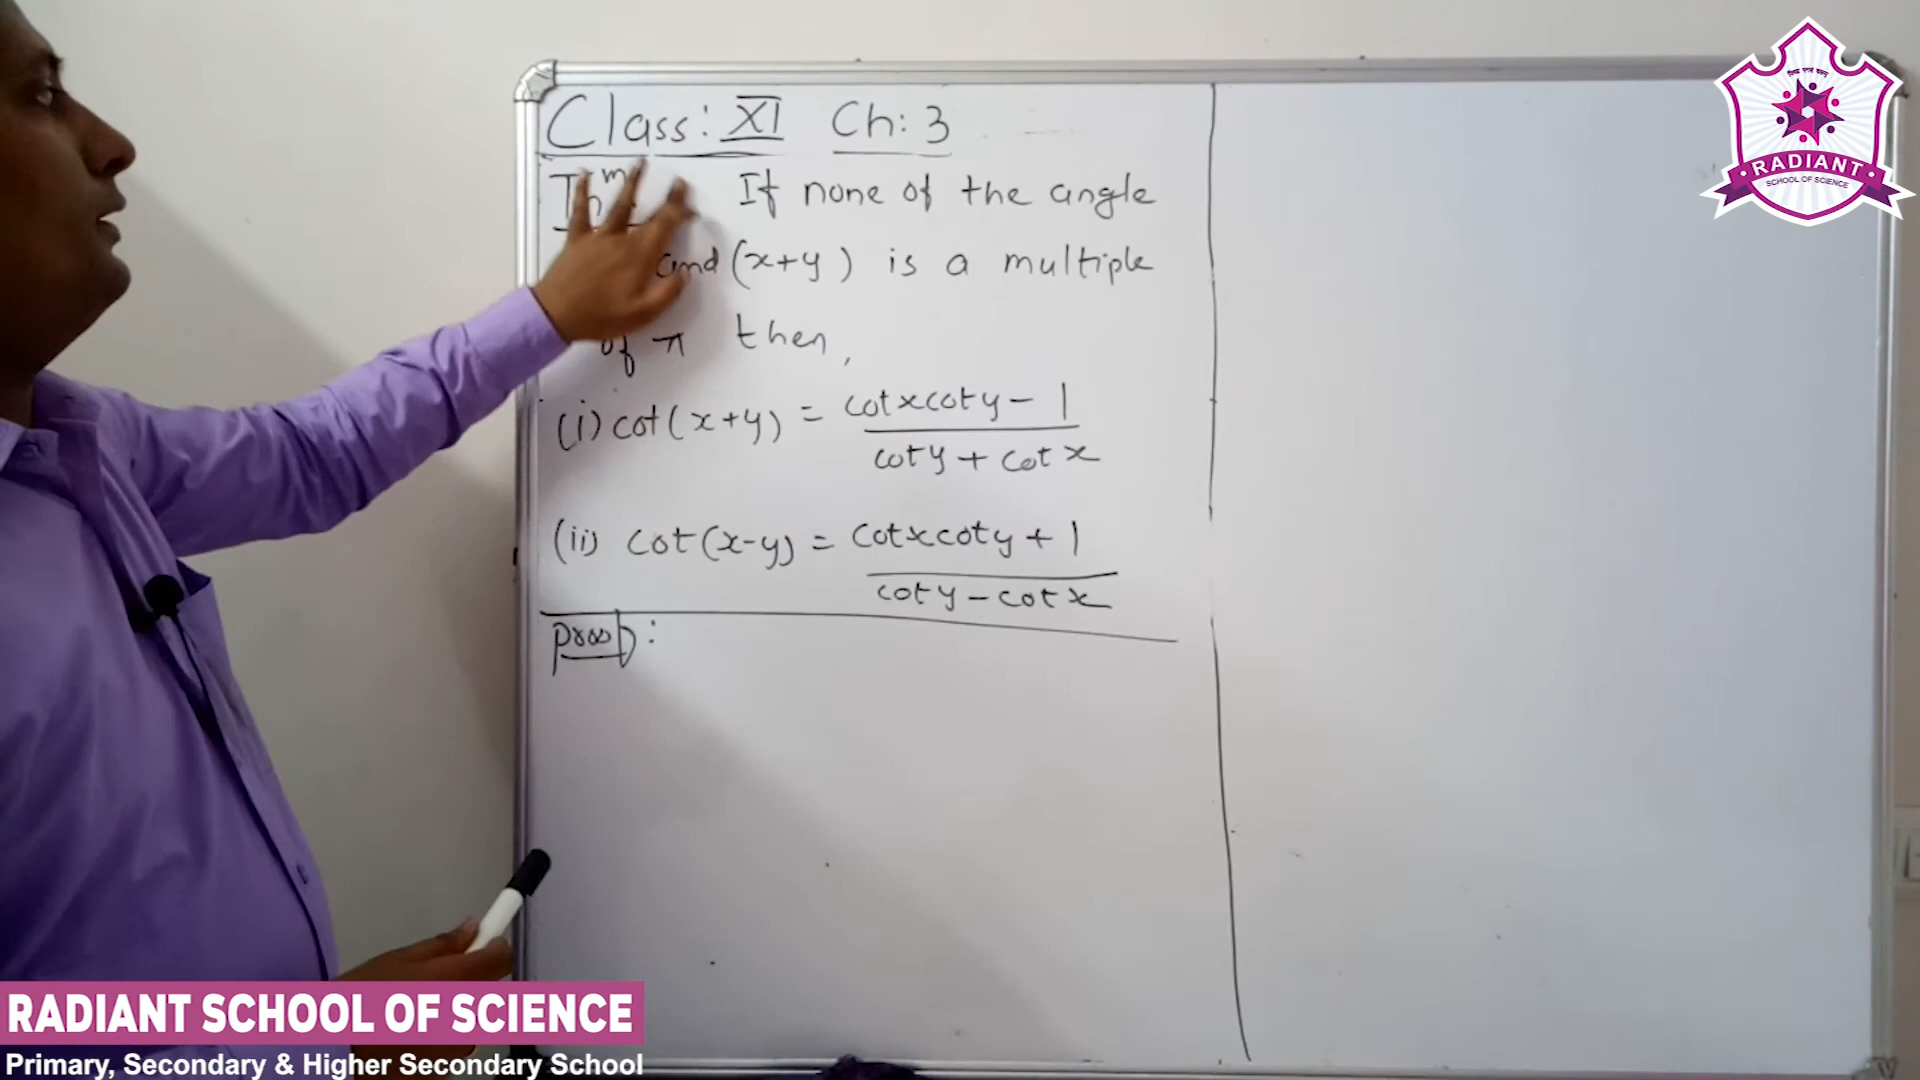 Class: XI Ch: 3
Thm: If none of the angle
and (x+y) is a multiple
of π then,
(i) cot(x+y) = cotxcoty - 1
coty + cotx
(ii) cot(x-y) = cotxcoty + 1
coty - cotx
proof:
RADIANT
SCHOOL OF SCIENCE
RADIANT SCHOOL OF SCIENCE
Primary, Secondary & Higher Secondary School